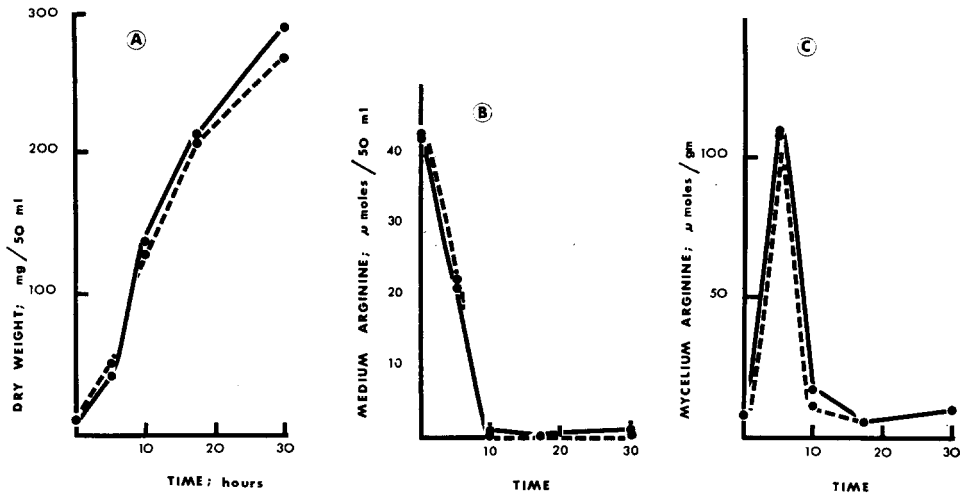 A
300
200
100
DRY WEIGHT; mg/50 ml
10
20
30
TIME; hours
B
40
30
20
10
MEDIUM ARGININE; μ moles/50 ml
10
20
30
TIME
C
100
50
MYCELIUM ARGININE; μ moles/gm
10
20
30
TIME